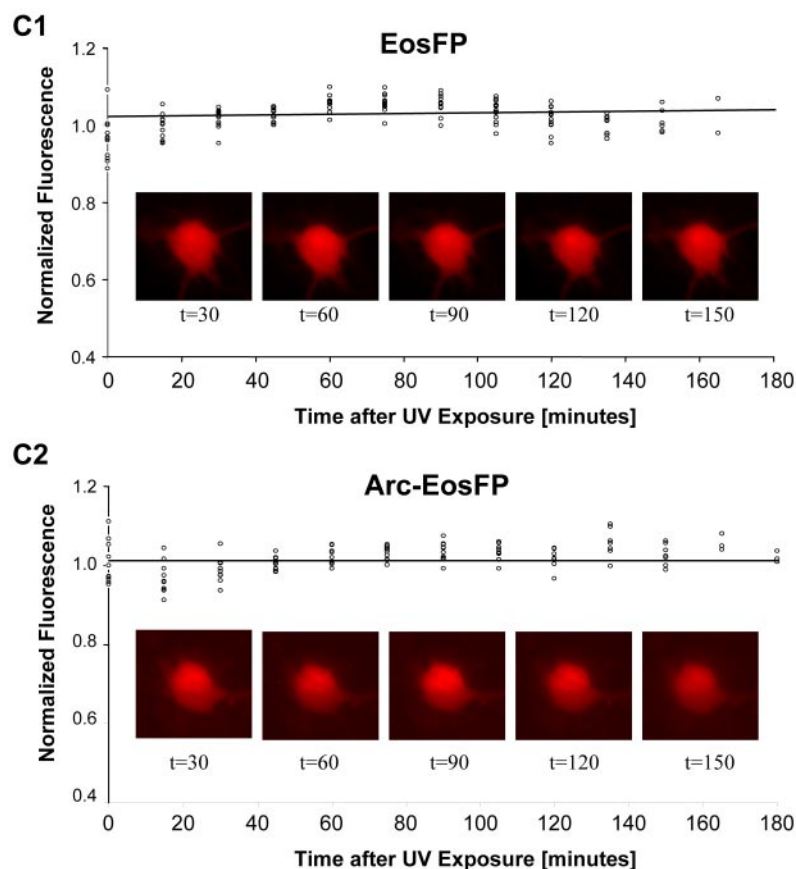 C1
EosFP
1.2
1.0
0.8
0.6
0.4
Normalized Fluorescence
t=30 t=60 t=90 t=120 t=150
0 20 40 60 80 100 120 140 160 180
Time after UV Exposure [minutes]
C2
Arc-EosFP
1.2
1.0
0.8
0.6
0.4
Normalized Fluorescence
t=30 t=60 t=90 t=120 t=150
0 20 40 60 80 100 120 140 160 180
Time after UV Exposure [minutes]